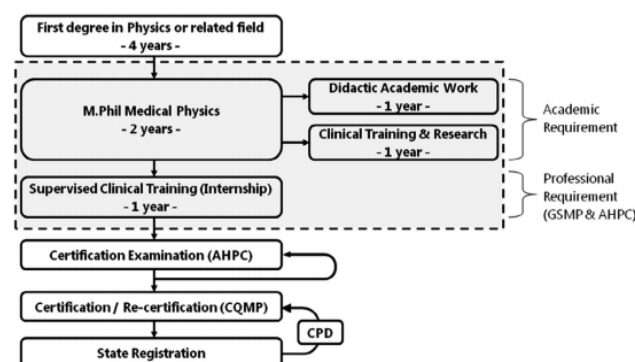 First degree in Physics or related field
- 4 years -
M.Phil Medical Physics
- 2 years -
Didactic Academic Work
- 1 year -
Clinical Training & Research
- 1 year -
Academic
Requirement
Supervised Clinical Training (Internship)
- 1 year -
Professional
Requirement
(GSMP & AHPC)
Certification Examination (AHPC)
Certification / Re-certification (CQMP)
CPD
State Registration